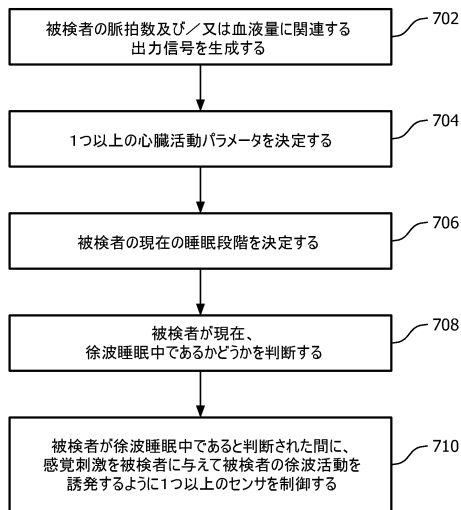 被検者の脈拍数及び／又は血液量に関連する
出力信号を生成する
702
1つ以上の心臓活動パラメータを決定する
704
被検者の現在の睡眠段階を決定する
706
被検者が現在、
徐波睡眠中であるかどうかを判断する
708
被検者が徐波睡眠中であると判断された間に、
感覚刺激を被検者に与えて被検者の徐波活動を
誘発するように1つ以上のセンサを制御する
710